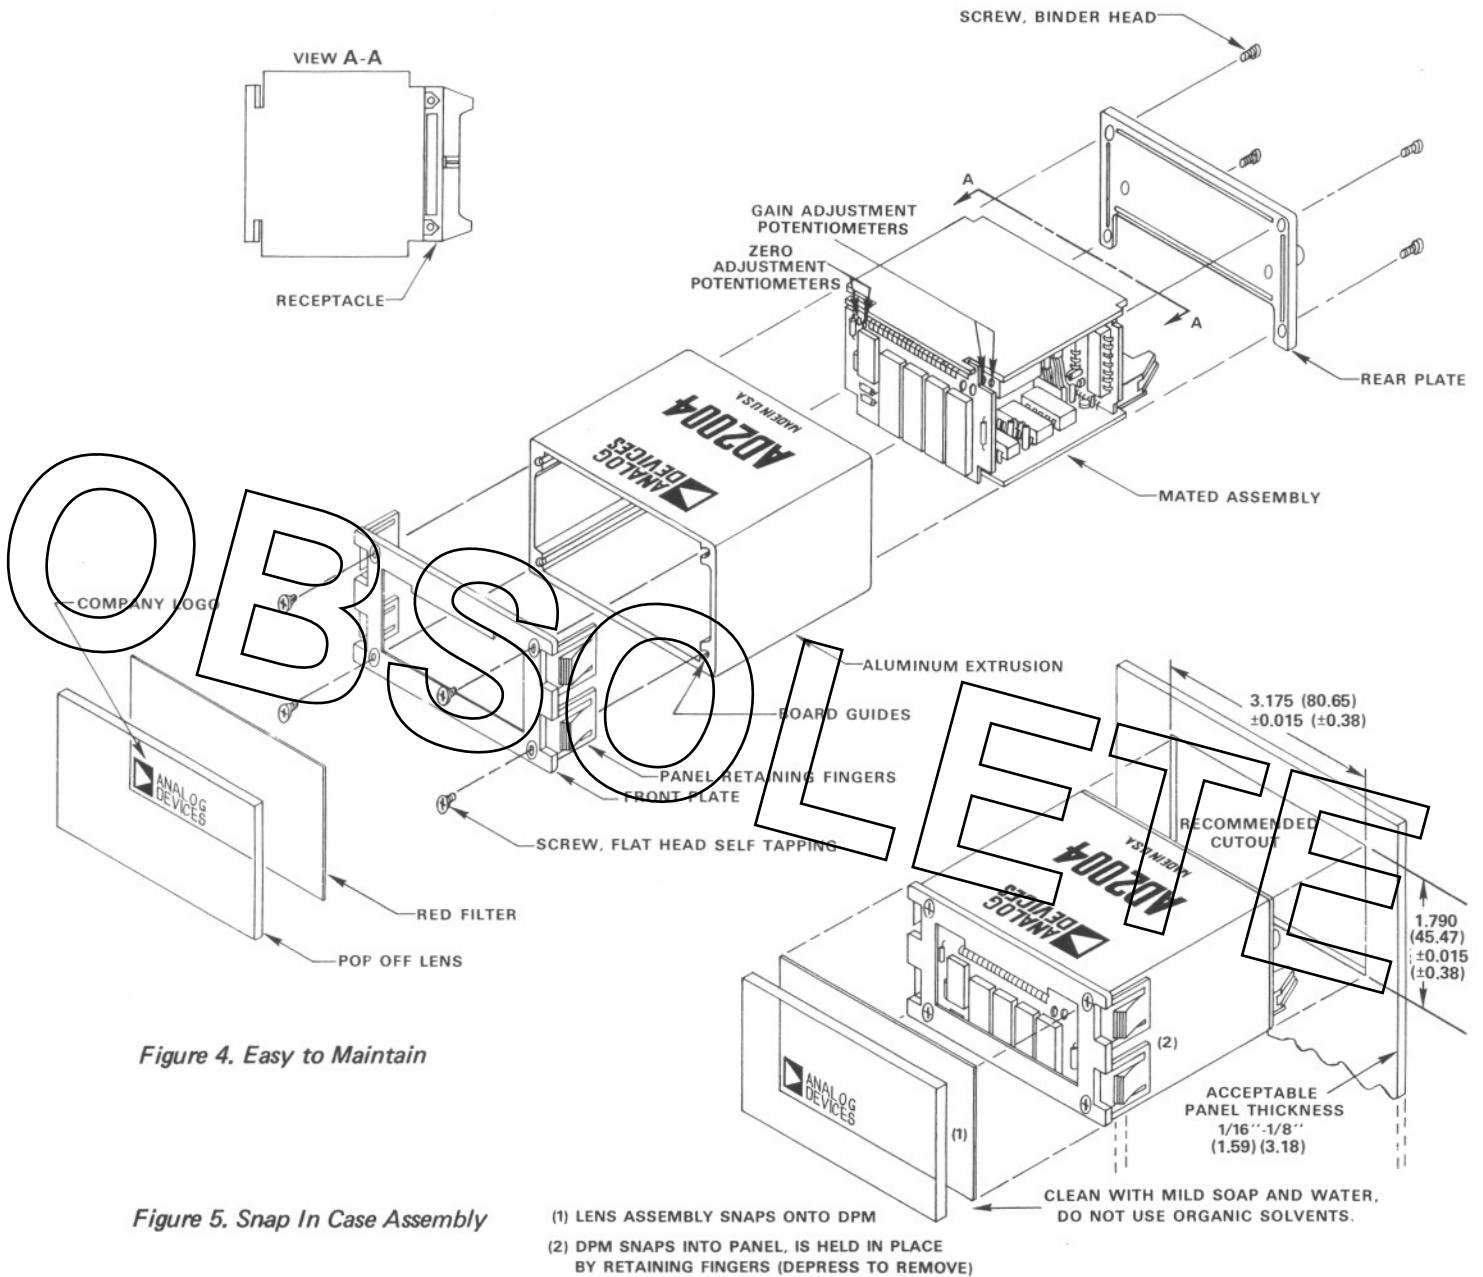 SCREW, BINDER HEAD
VIEW A-A
RECEPTACLE
A
A
GAIN ADJUSTMENT
POTENTIOMETERS
ZERO
ADJUSTMENT
POTENTIOMETERS
REAR PLATE
MATED ASSEMBLY
MADE IN USA
AD2004
ANALOG
DEVICES
OBSOLETE
COMPANY LOGO
ALUMINUM EXTRUSION
BOARD GUIDES
PANEL RETAINING FINGERS
FRONT PLATE
SCREW, FLAT HEAD SELF TAPPING
ANALOG
DEVICES
RED FILTER
POP OFF LENS
Figure 4. Easy to Maintain
3.175 (80.65)
±0.015 (±0.38)
RECOMMENDED
CUTOUT
MADE IN USA
AD2004
ANALOG
DEVICES
1.790
(45.47)
±0.015
(±0.38)
(2)
ACCEPTABLE
PANEL THICKNESS
1/16"-1/8"
(1.59) (3.18)
ANALOG
DEVICES
(1)
CLEAN WITH MILD SOAP AND WATER,
DO NOT USE ORGANIC SOLVENTS.
Figure 5. Snap In Case Assembly
(1) LENS ASSEMBLY SNAPS ONTO DPM
(2) DPM SNAPS INTO PANEL, IS HELD IN PLACE
BY RETAINING FINGERS (DEPRESS TO REMOVE)